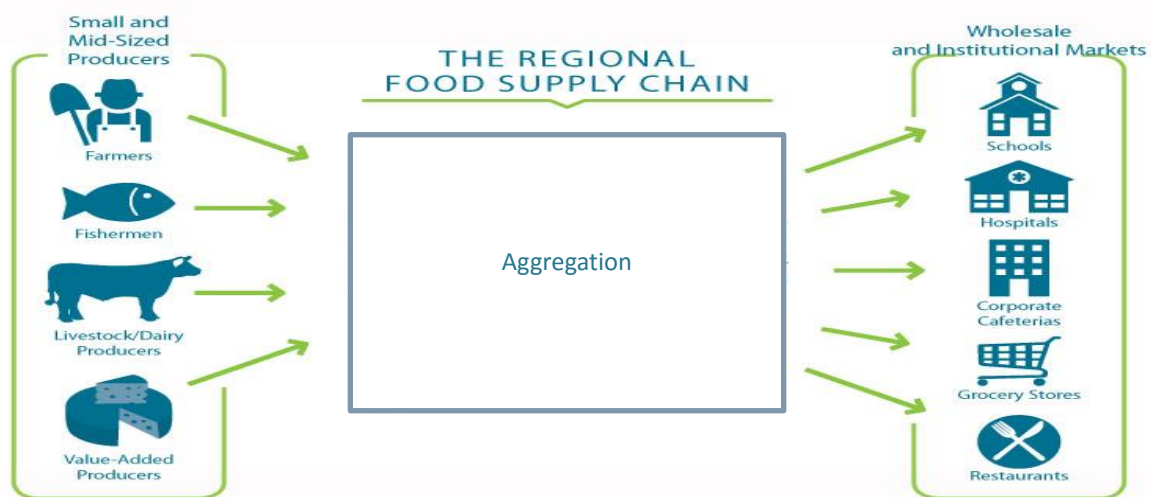 Small and
Mid-Sized
Producers
Farmers
Fishermen
Livestock/Dairy
Producers
Value-Added
Producers
THE REGIONAL
FOOD SUPPLY CHAIN
Aggregation
Wholesale
and Institutional Markets
Schools
Hospitals
Corporate
Cafeterias
Grocery Stores
Restaurants